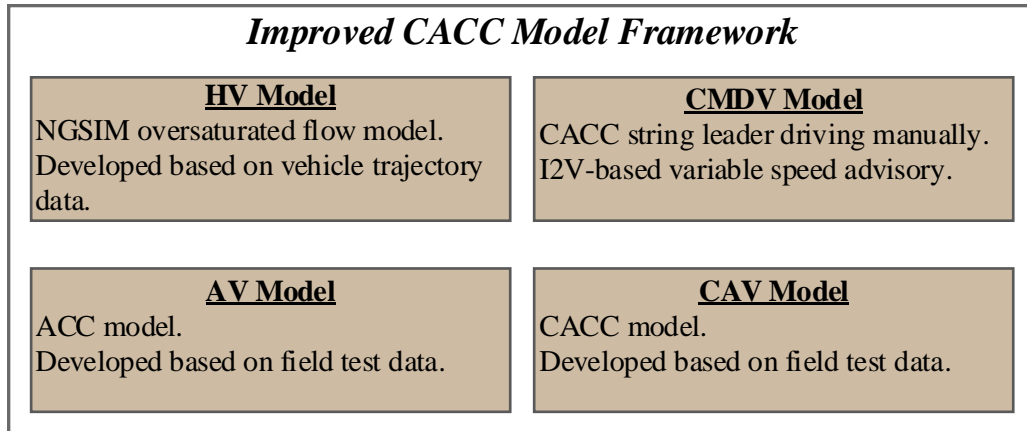 Improved CACC Model Framework
HV Model
NGSIM oversaturated flow model.
Developed based on vehicle trajectory
data.
CMDV Model
CACC string leader driving manually.
I2V-based variable speed advisory.
AV Model
ACC model.
Developed based on field test data.
CAV Model
CACC model.
Developed based on field test data.